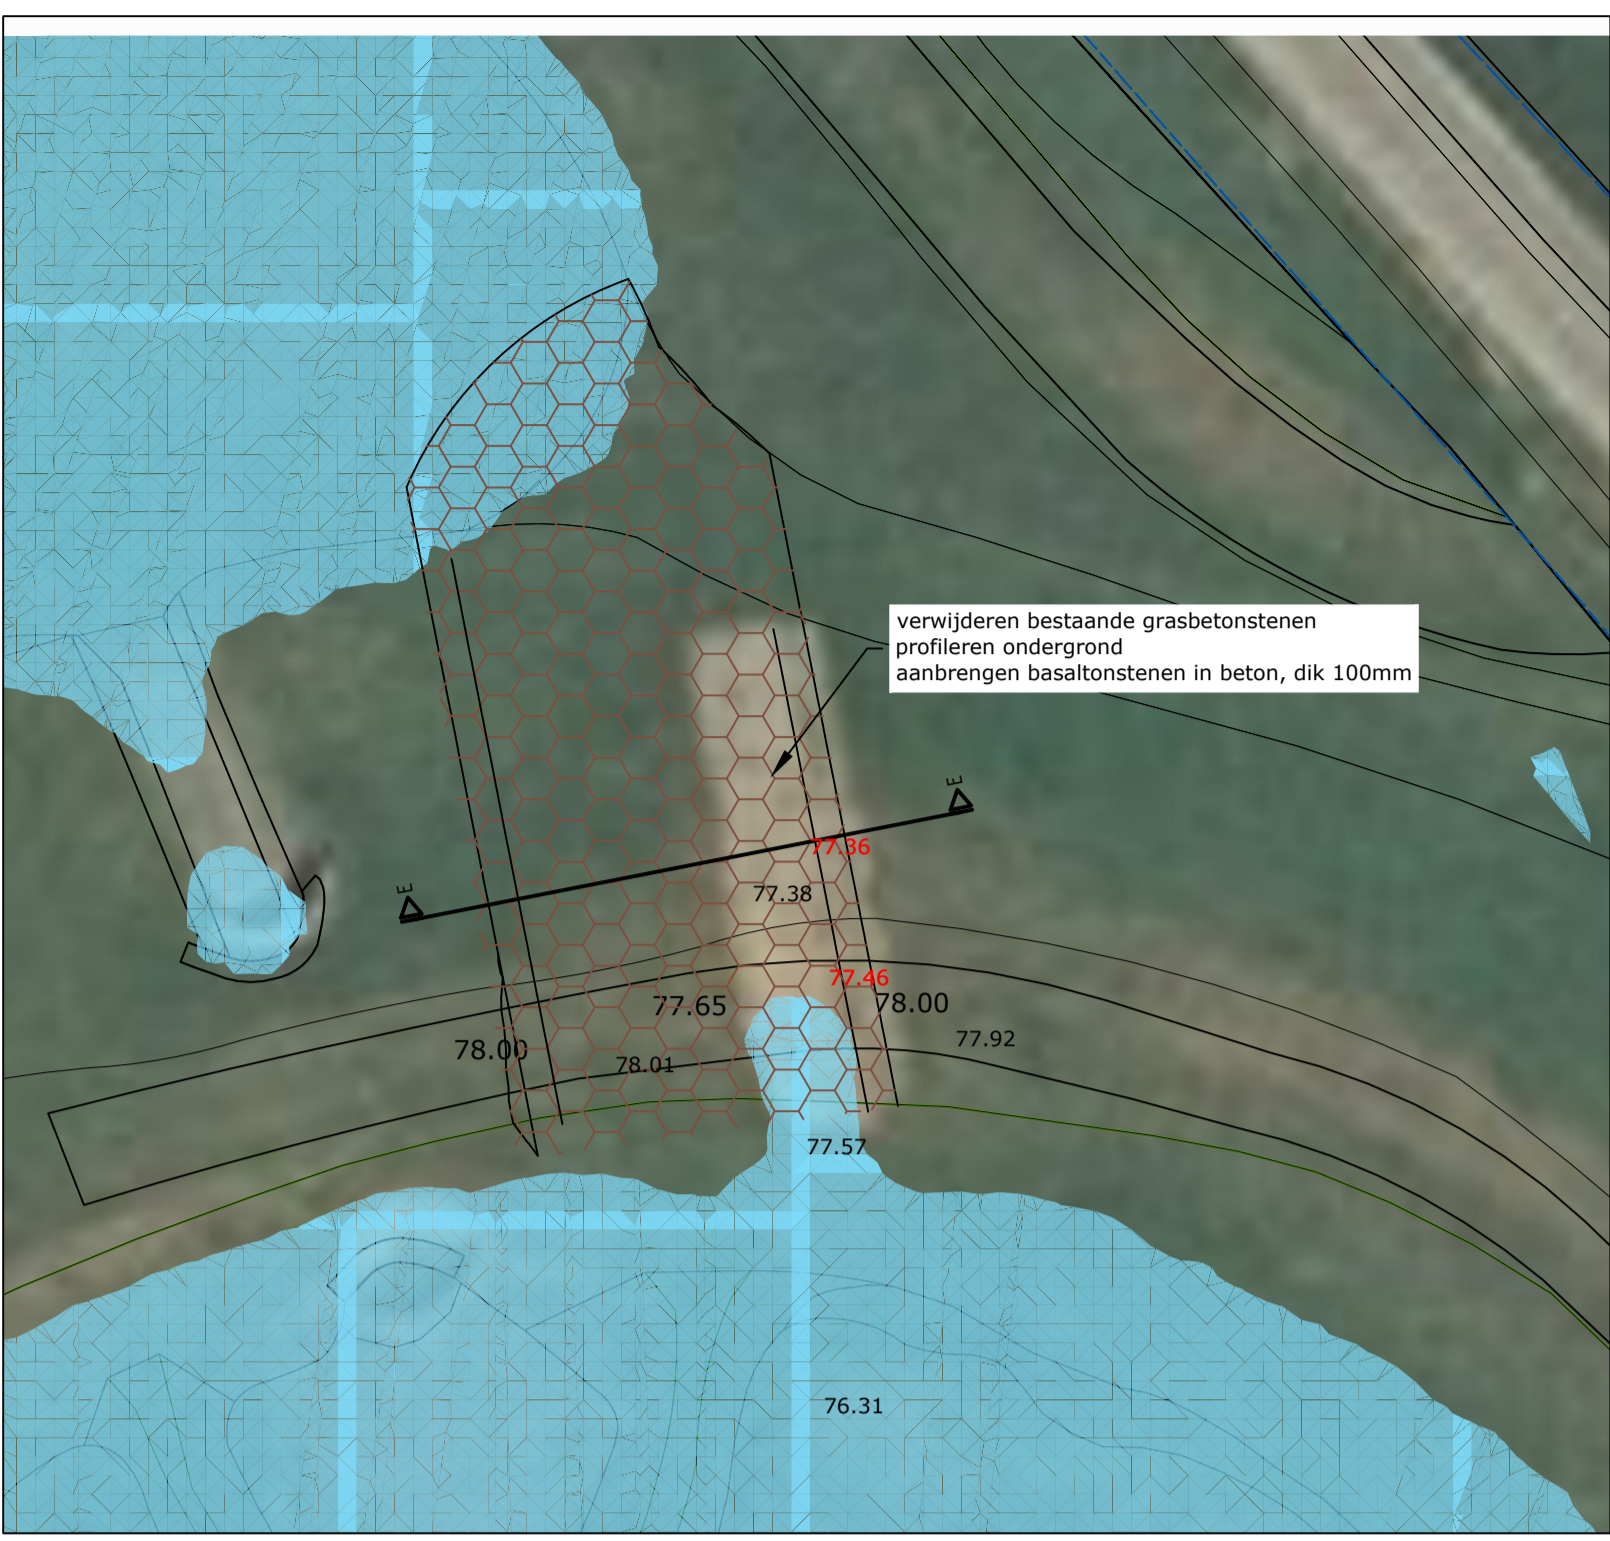 verwijderen bestaande grasbetonstenen
profileren ondergrond
aanbrengen basaltonstenen in beton, dik 100mm
E
77.36
77.38
E
77.46
77.65
78.00
77.92
78.00
78.01
77.57
76.31